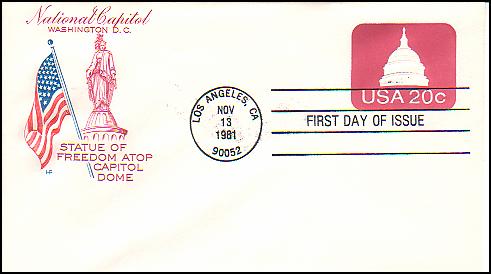 National Capitol
WASHINGTON D.C.
STATUE OF
FREEDOM ATOP
CAPITOL
DOME
HF
LOS ANGELES, CA
NOV
13
1981
90052
USA 20c
FIRST DAY OF ISSUE